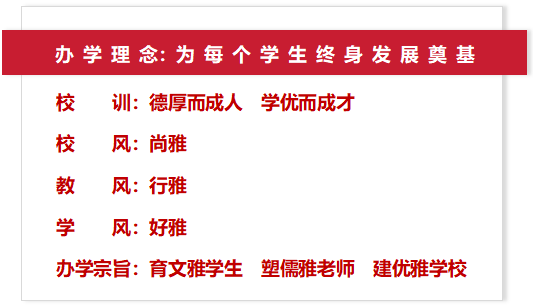 办学理念：为每个学生终身发展奠基
校　　训：德厚而成人　学优而成才
校　　风：尚雅
教　　风：行雅
学　　风：好雅
办学宗旨：育文雅学生　塑儒雅老师　建优雅学校